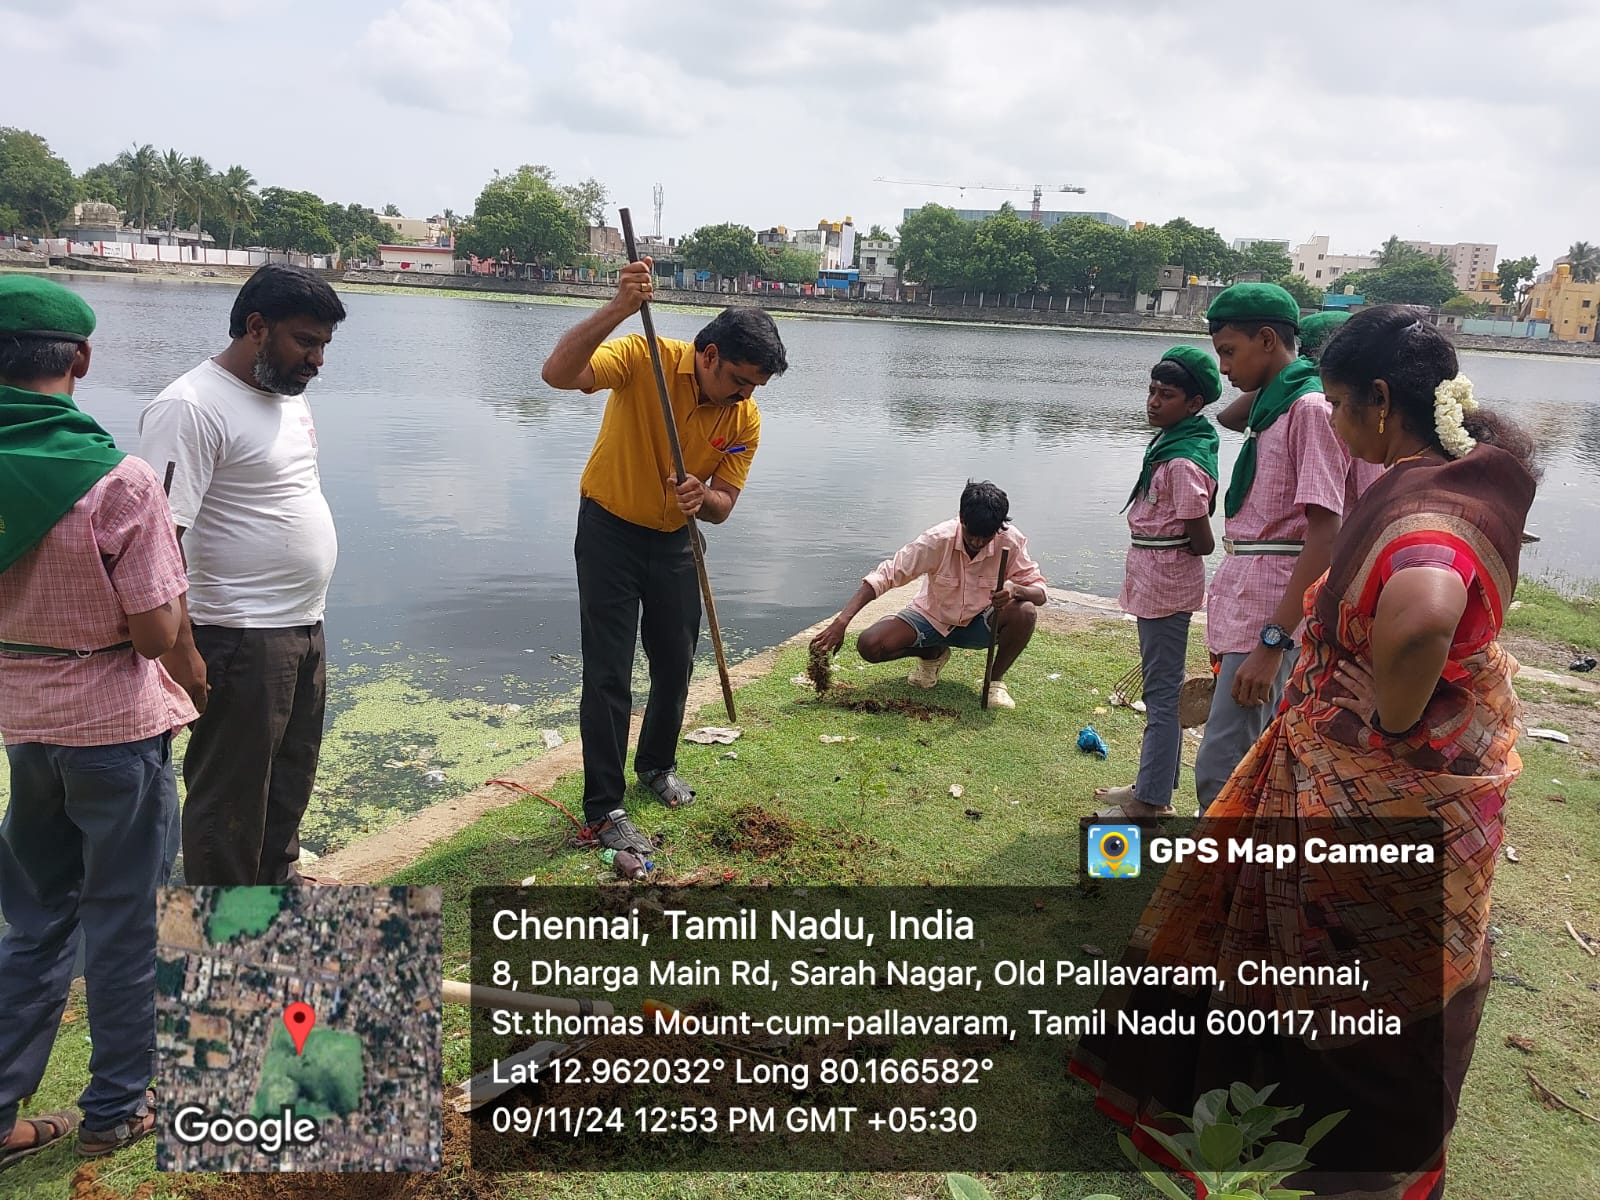 GPS Map Camera
Chennai, Tamil Nadu, India
8, Dharga Main Rd, Sarah Nagar, Old Pallavaram, Chennai,
St.thomas Mount-cum-pallavaram, Tamil Nadu 600117, India
Lat 12.962032° Long 80.166582°
09/11/24 12:53 PM GMT +05:30
Google